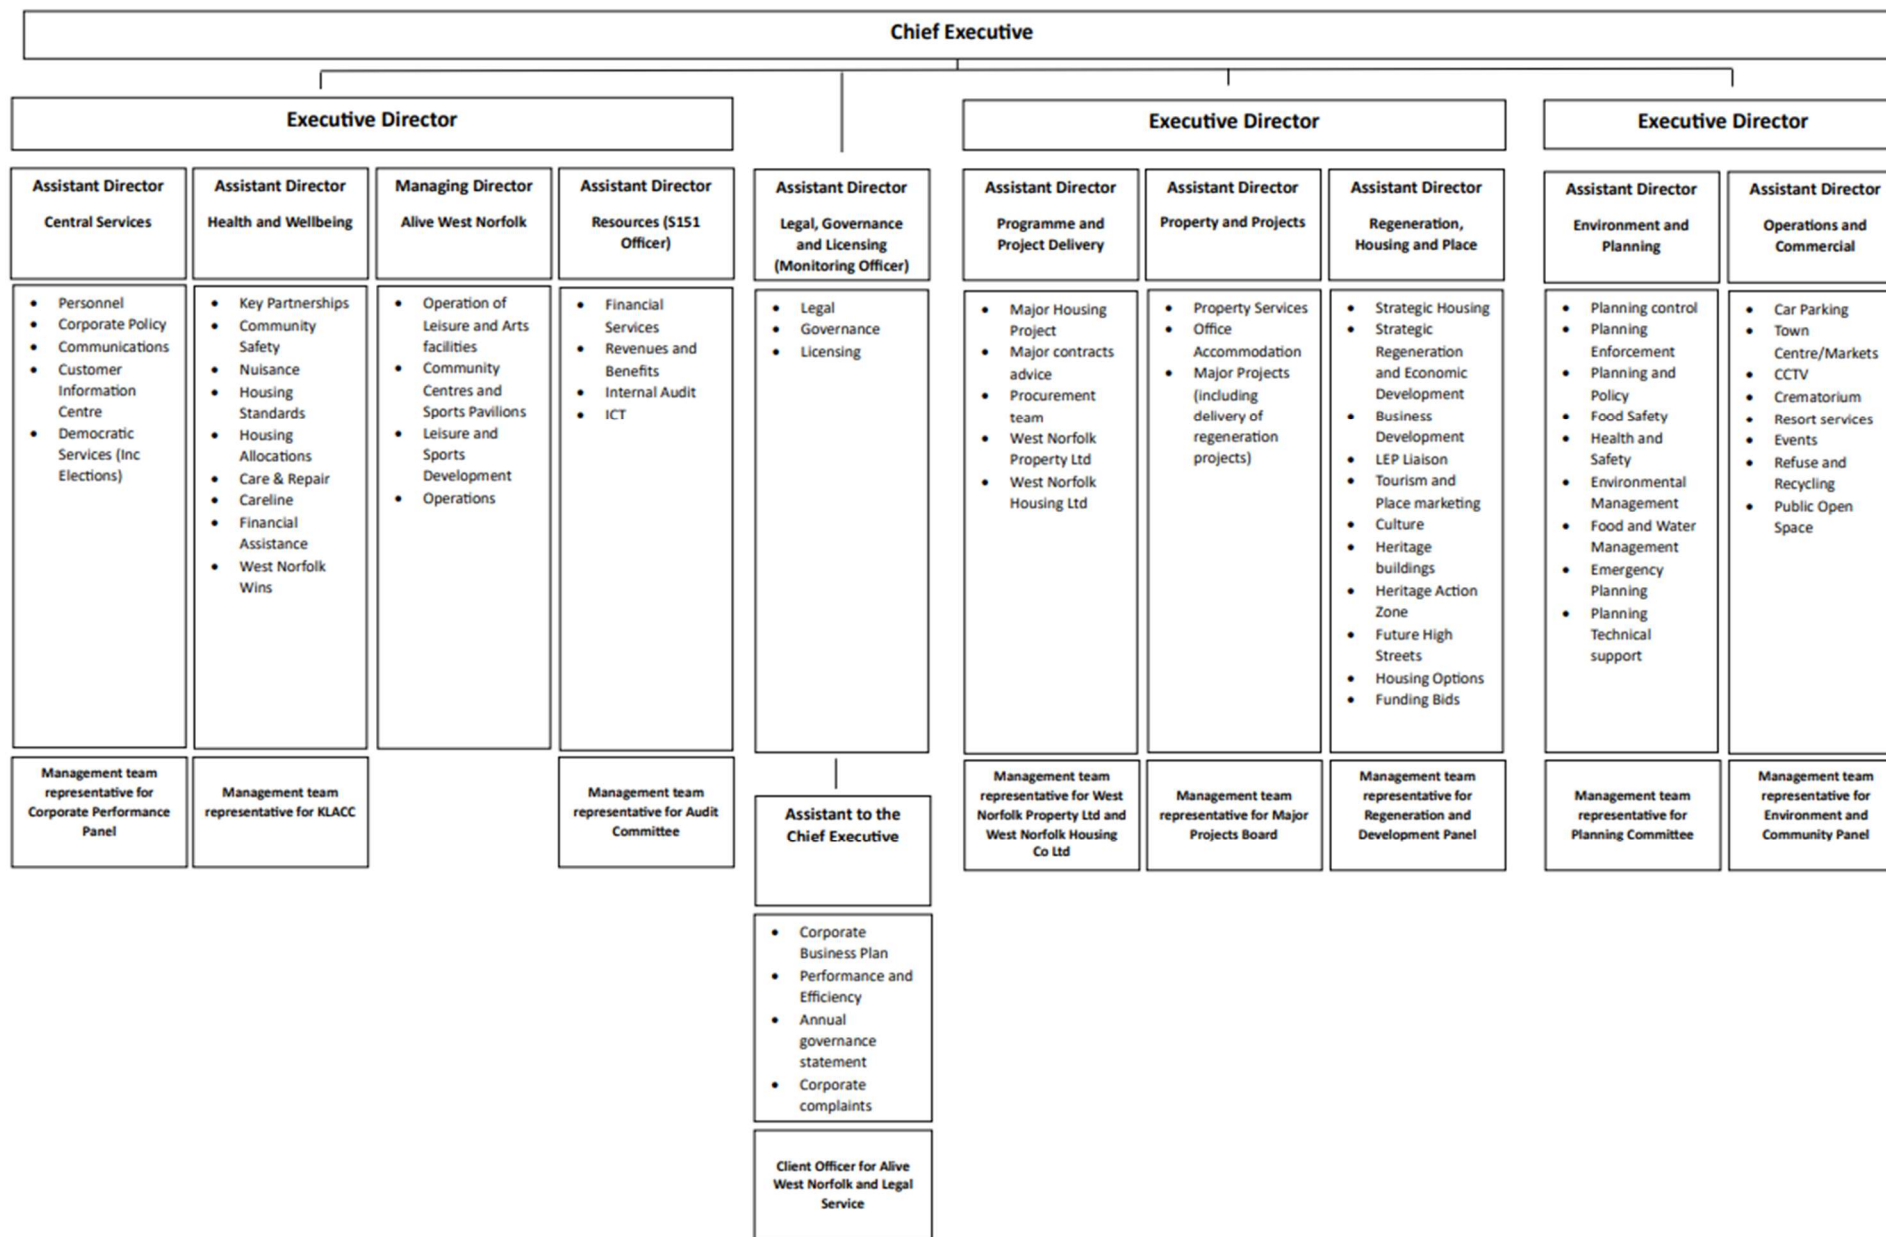 Chief Executive
Executive Director
Executive Director
Executive Director
Assistant Director
Central Services
Assistant Director
Health and Wellbeing
Managing Director
Alive West Norfolk
Assistant Director
Resources (S151
Officer)
Assistant Director
Legal, Governance
and Licensing
(Monitoring Officer)
Assistant Director
Programme and
Project Delivery
Assistant Director
Property and Projects
Assistant Director
Regeneration,
Housing and Place
Assistant Director
Environment and
Planning
Assistant Director
Operations and
Commercial
• Personnel
• Corporate Policy
• Communications
• Customer
Information
Centre
• Democratic
Services (Inc
Elections)
• Key Partnerships
• Community
Safety
• Nuisance
• Housing
Standards
• Housing
Allocations
• Care & Repair
• Careline
• Financial
Assistance
• West Norfolk
Wins
• Operation of
Leisure and Arts
facilities
• Community
Centres and
Sports Pavilions
• Leisure and
Sports
Development
• Operations
• Financial
Services
• Revenues and
Benefits
• Internal Audit
• ICT
• Legal
• Governance
• Licensing
• Major Housing
Project
• Major contracts
advice
• Procurement
team
• West Norfolk
Property Ltd
• West Norfolk
Housing Ltd
• Property Services
• Office
Accommodation
• Major Projects
(including
delivery of
regeneration
projects)
• Strategic Housing
• Strategic
Regeneration
and Economic
Development
• Business
Development
• LEP Liaison
• Tourism and
Place marketing
• Culture
• Heritage
buildings
• Heritage Action
Zone
• Future High
Streets
• Housing Options
• Funding Bids
• Planning control
• Planning
Enforcement
• Planning and
Policy
• Food Safety
• Health and
Safety
• Environmental
Management
• Food and Water
Management
• Emergency
Planning
• Planning
Technical
support
• Car Parking
• Town
Centre/Markets
• CCTV
• Crematorium
• Resort services
• Events
• Refuse and
Recycling
• Public Open
Space
Management team
representative for
Corporate Performance
Panel
Management team
representative for KLACC
Management team
representative for Audit
Committee
Management team
representative for West
Norfolk Property Ltd and
West Norfolk Housing
Co Ltd
Management team
representative for Major
Projects Board
Management team
representative for
Regeneration and
Development Panel
Management team
representative for
Planning Committee
Management team
representative for
Environment and
Community Panel
Assistant to the
Chief Executive
• Corporate
Business Plan
• Performance and
Efficiency
• Annual
governance
statement
• Corporate
complaints
Client Officer for Alive
West Norfolk and Legal
Service